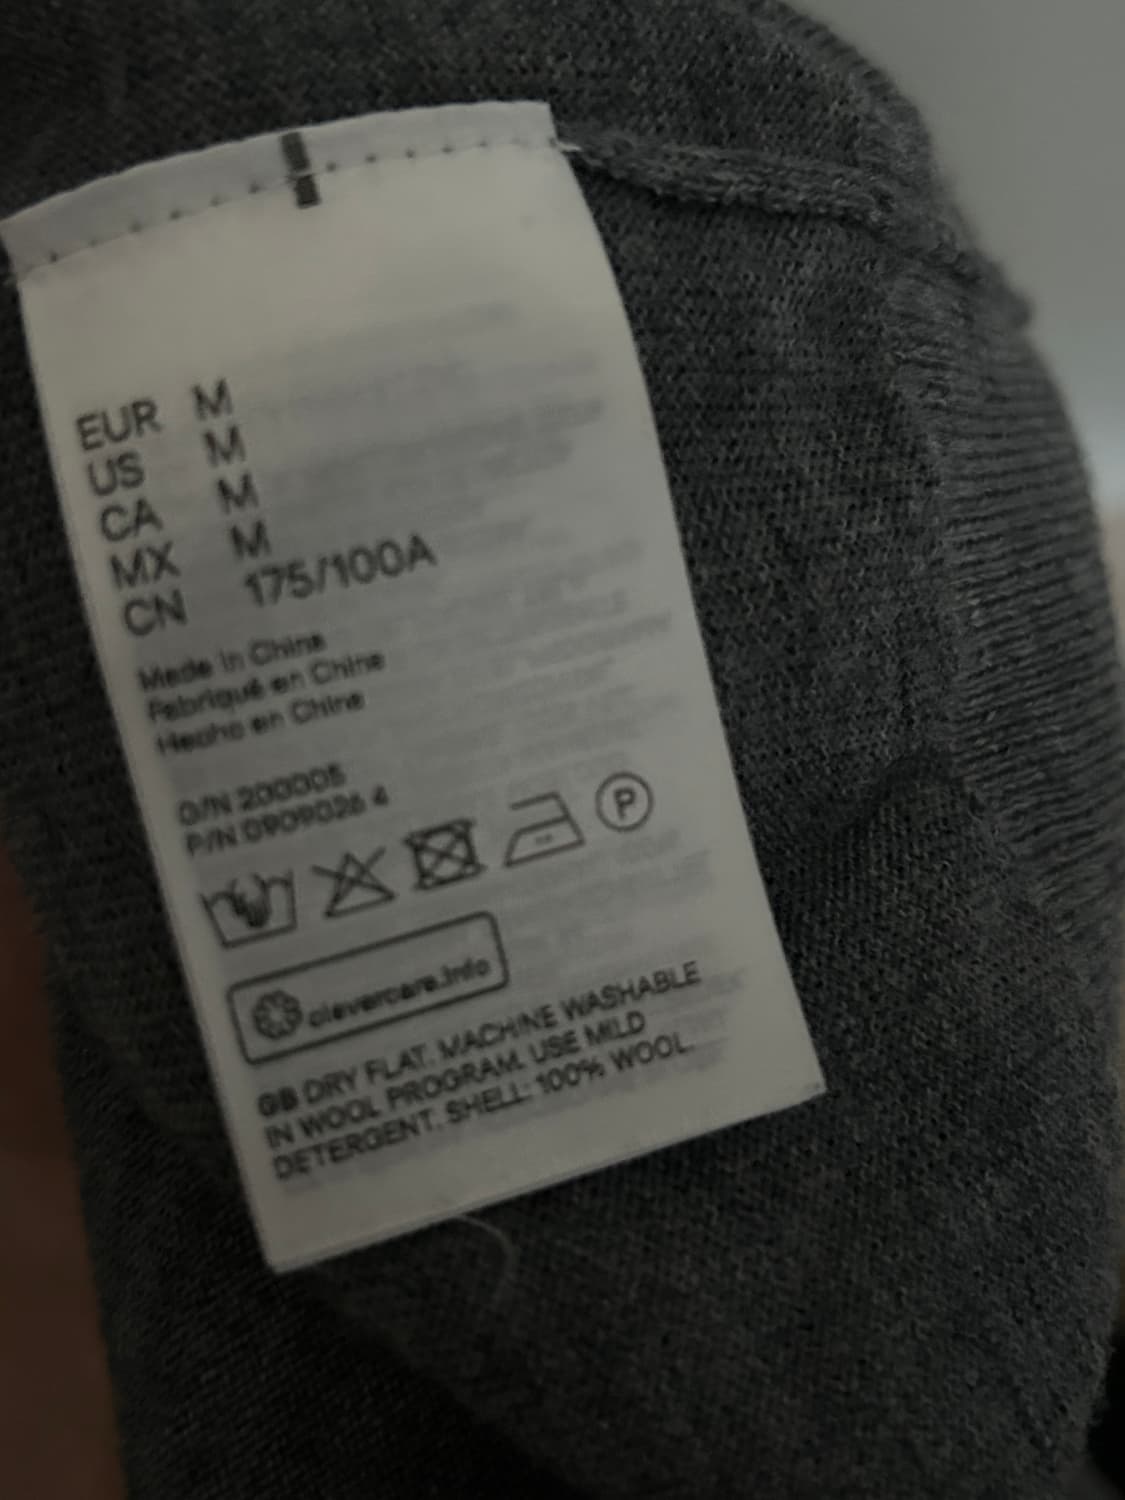 EUR M
US M
CA M
MX M
CN 175/100A
Made in China
Fabriqué en Chine
Hecho en Chine
O/N 200005
P/N 0909026 4
P
clevercare.info
GB DRY FLAT. MACHINE WASHABLE
IN WOOL PROGRAM. USE MILD
DETERGENT. SHELL: 100% WOOL.